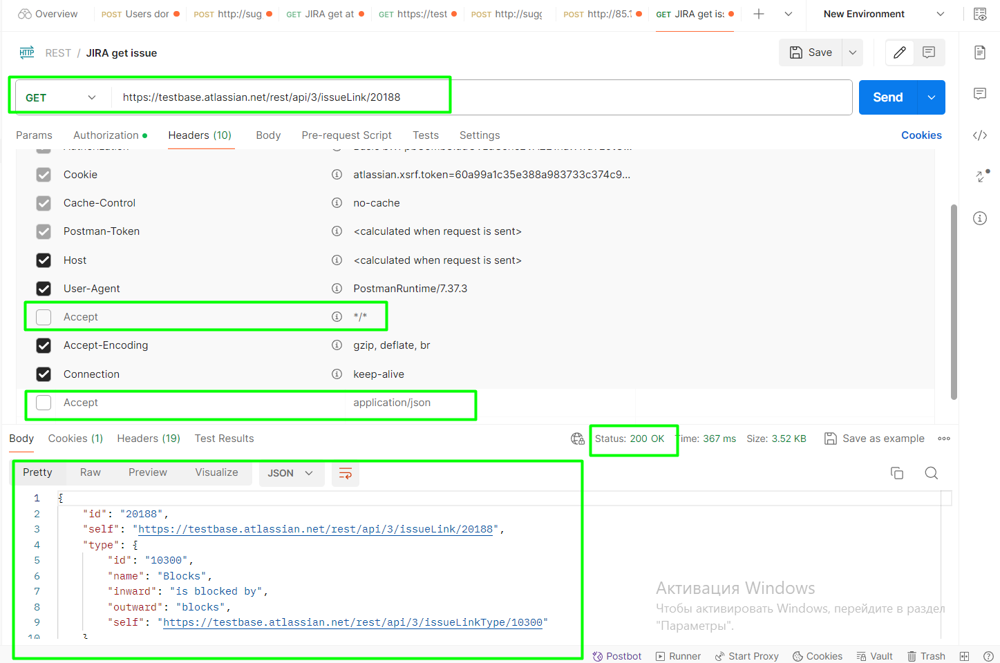 Overview POST Users dor POST http://sug GET JIRA get at GET https://test POST http://sugg POST http://85.1 GET JIRA get is: New Environment
HTTP REST / JIRA get issue Save
GET https://testbase.atlassian.net/rest/api/3/issueLink/20188 Send
Params Authorization Headers (10) Body Pre-request Script Tests Settings Cookies
Authorization
Cookie atlassian.xsrf.token=60a99a1c35e388a983733c374c9...
Cache-Control no-cache
Postman-Token <calculated when request is sent>
Host <calculated when request is sent>
User-Agent PostmanRuntime/7.37.3
Accept */*
Accept-Encoding gzip, deflate, br
Connection keep-alive
Accept application/json
Body Cookies (1) Headers (19) Test Results Status: 200 OK Time: 367 ms Size: 3.52 KB Save as example
Pretty Raw Preview Visualize JSON
1 {
2 "id": "20188",
3 "self": "https://testbase.atlassian.net/rest/api/3/issueLink/20188",
4 "type": {
5 "id": "10300",
6 "name": "Blocks",
7 "inward": "is blocked by",
8 "outward": "blocks",
9 "self": "https://testbase.atlassian.net/rest/api/3/issueLinkType/10300"
10 }
Активация Windows
Чтобы активировать Windows, перейдите в раздел
"Параметры".
Postbot Runner Start Proxy Cookies Vault Trash